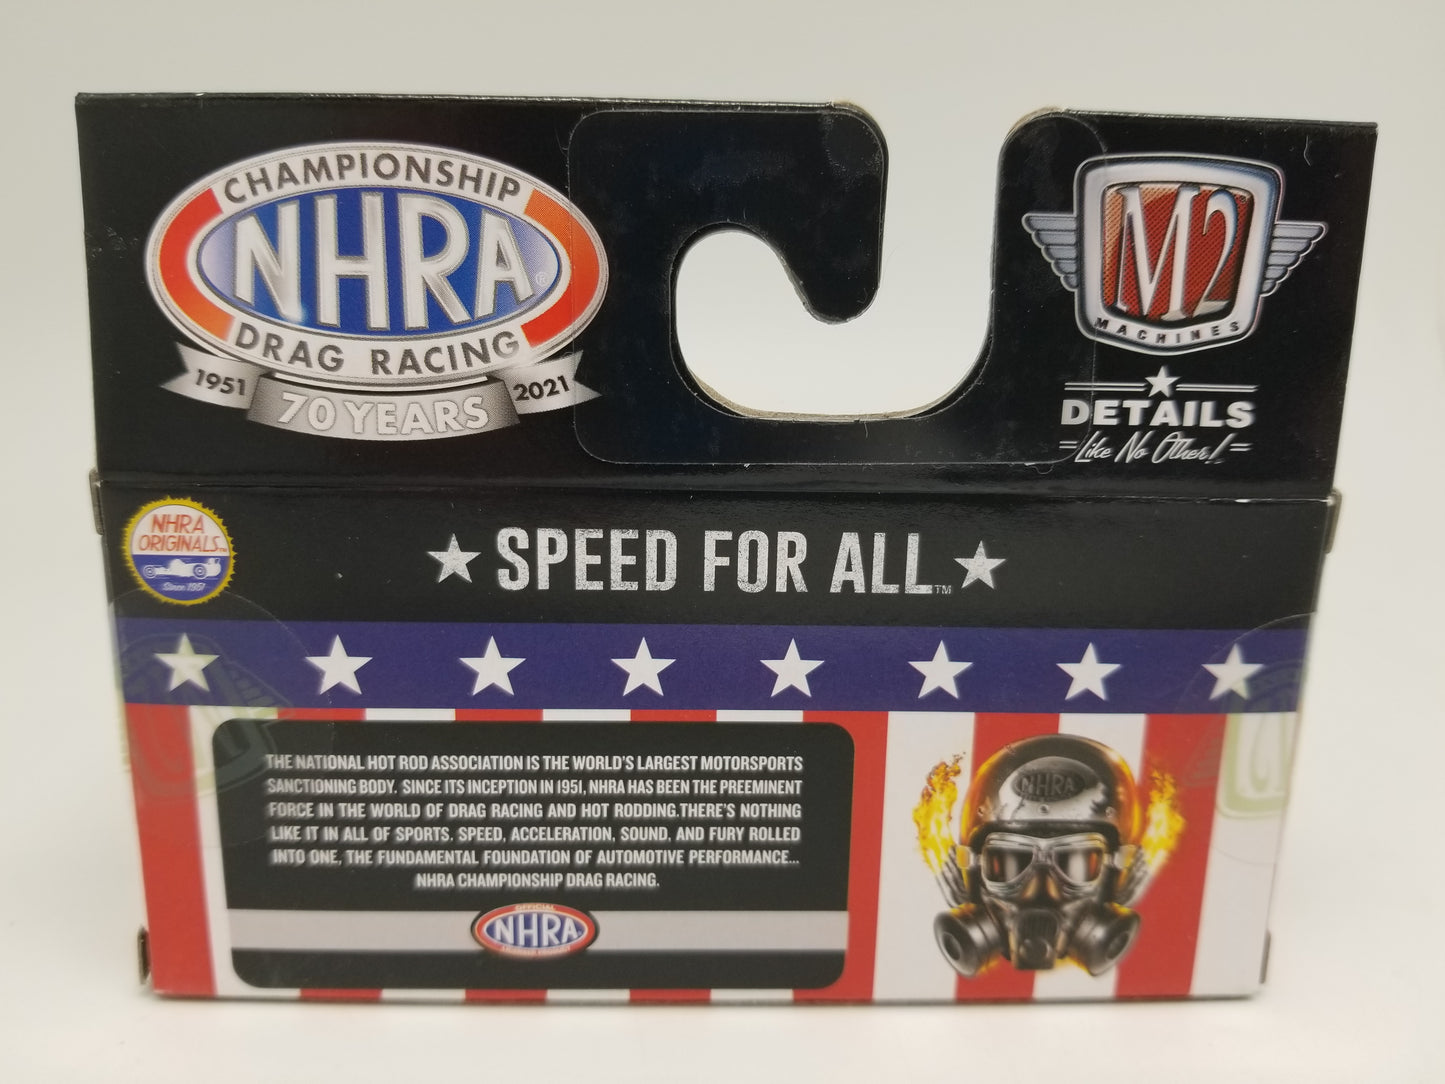 CHAMPIONSHIP
NHRA®
DRAG RACING
1951 2021
70 YEARS
M2
MACHINES
DETAILS
Like No Other!
NHRA
ORIGINALS™
Since 1951
SPEED FOR ALL™
THE NATIONAL HOT ROD ASSOCIATION IS THE WORLD'S LARGEST MOTORSPORTS
SANCTIONING BODY. SINCE ITS INCEPTION IN 1951, NHRA HAS BEEN THE PREEMINENT
FORCE IN THE WORLD OF DRAG RACING AND HOT RODDING.THERE'S NOTHING
LIKE IT IN ALL OF SPORTS. SPEED, ACCELERATION, SOUND, AND FURY ROLLED
INTO ONE, THE FUNDAMENTAL FOUNDATION OF AUTOMOTIVE PERFORMANCE...
NHRA CHAMPIONSHIP DRAG RACING.
OFFICIAL
NHRA
NHRA